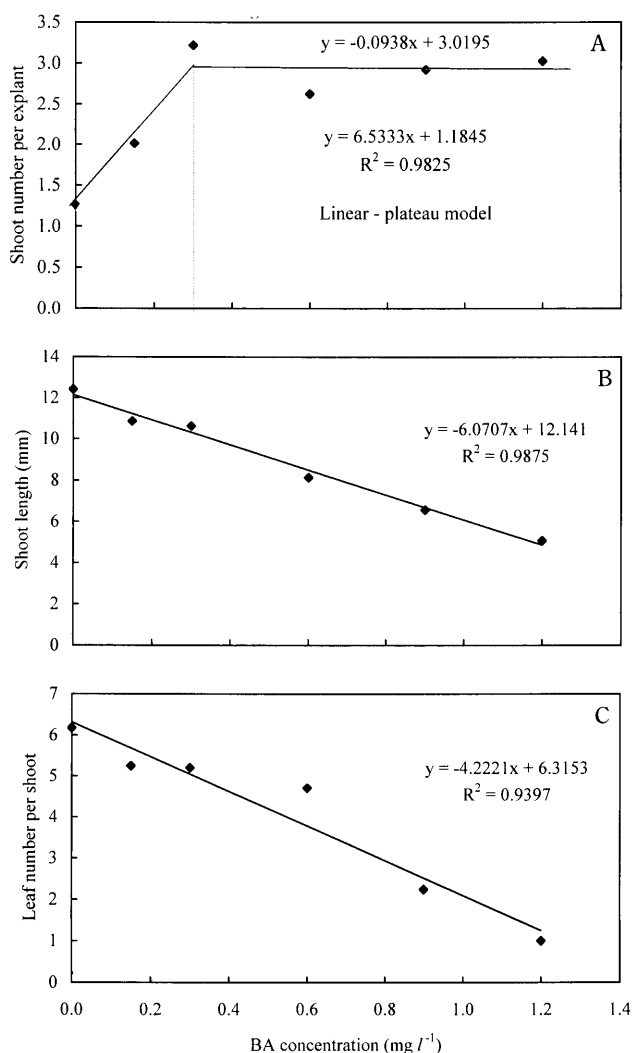 3.5
3.0
2.5
2.0
1.5
1.0
0.5
0.0
Shoot number per explant
A
y = -0.0938x + 3.0195
y = 6.5333x + 1.1845
R² = 0.9825
Linear - plateau model
14
12
10
8
6
4
2
0
Shoot length (mm)
B
y = -6.0707x + 12.141
R² = 0.9875
7
6
5
4
3
2
1
0
Leaf number per shoot
C
y = -4.2221x + 6.3153
R² = 0.9397
0.0 0.2 0.4 0.6 0.8 1.0 1.2 1.4
BA concentration (mg l⁻¹)